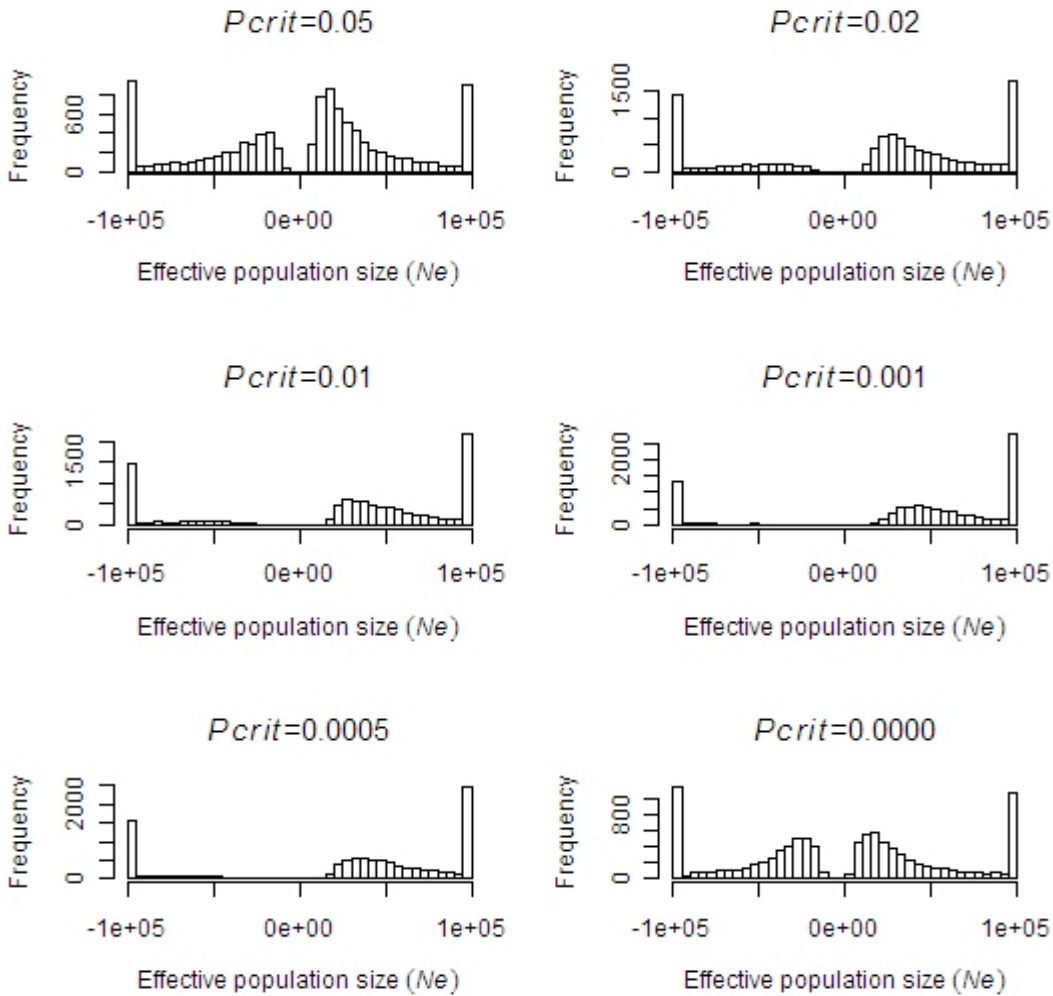 Pcrit=0.05
Frequency
600
0
-1e+05 0e+00 1e+05
Effective population size (Ne)
Pcrit=0.02
Frequency
1500
0
-1e+05 0e+00 1e+05
Effective population size (Ne)
Pcrit=0.01
Frequency
1500
0
-1e+05 0e+00 1e+05
Effective population size (Ne)
Pcrit=0.001
Frequency
2000
0
-1e+05 0e+00 1e+05
Effective population size (Ne)
Pcrit=0.0005
Frequency
2000
0
-1e+05 0e+00 1e+05
Effective population size (Ne)
Pcrit=0.0000
Frequency
800
0
-1e+05 0e+00 1e+05
Effective population size (Ne)